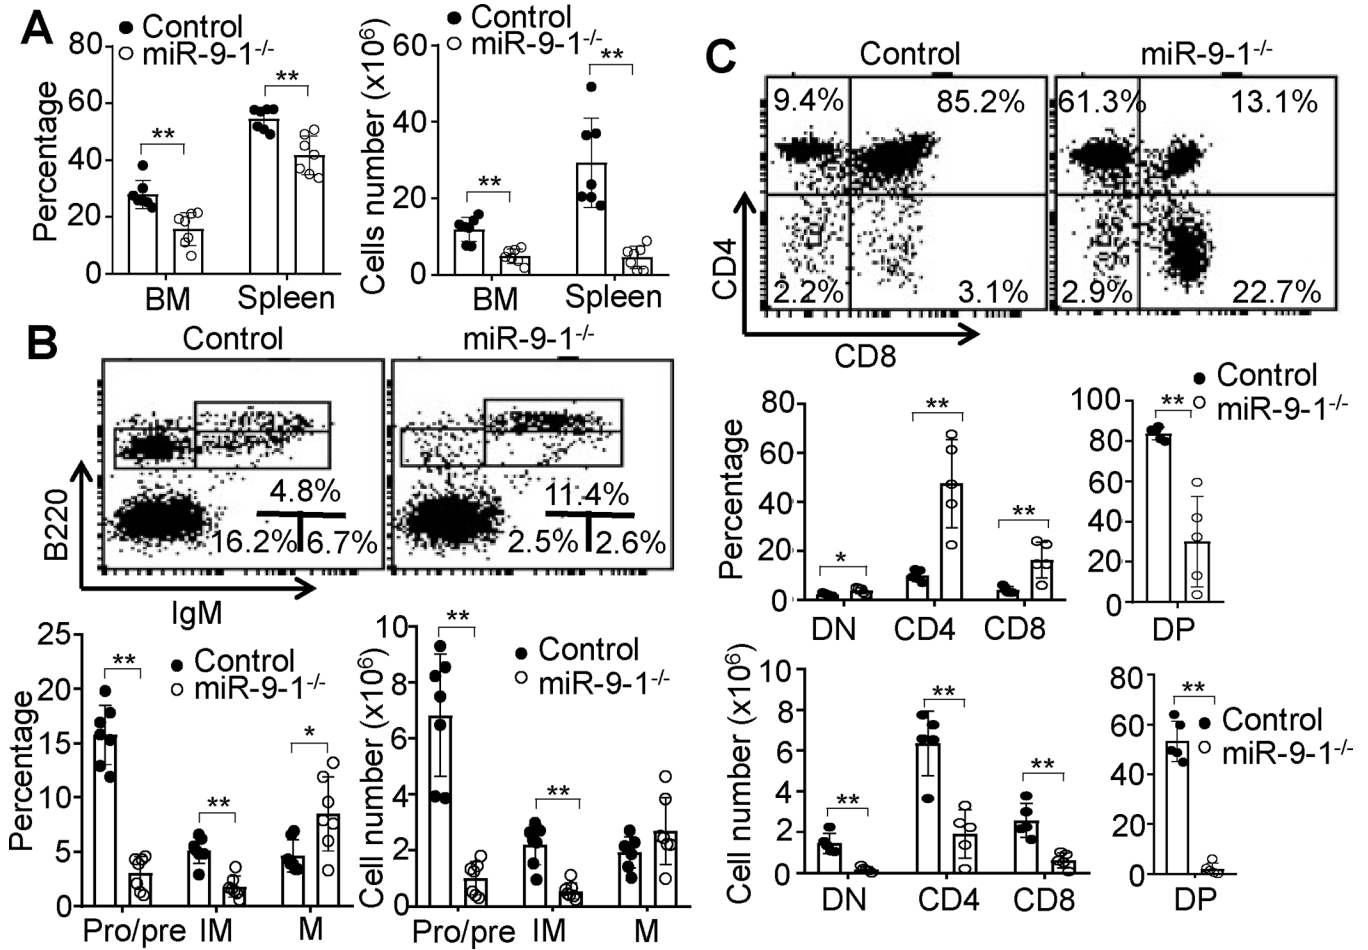 A
Control
miR-9-1-/-
Percentage
80
60
40
20
0
**
**
BM
Spleen
Control
miR-9-1-/-
Cells number (x10⁶)
60
40
20
0
**
**
BM
Spleen
B
Control
miR-9-1-/-
4.8%
16.2%
6.7%
11.4%
2.5%
2.6%
B220
IgM
Percentage
25
20
15
10
5
0
Control
miR-9-1-/-
**
**
*
Pro/pre
IM
M
Cell number (x10⁶)
10
8
6
4
2
0
Control
miR-9-1-/-
**
**
Pro/pre
IM
M
C
Control
miR-9-1-/-
9.4%
85.2%
2.2%
3.1%
61.3%
13.1%
2.9%
22.7%
CD4
CD8
Control
miR-9-1-/-
Percentage
80
60
40
20
0
*
**
**
DN
CD4
CD8
100
80
60
40
20
0
**
DP
Cell number (x10⁶)
10
8
6
4
2
0
**
**
**
DN
CD4
CD8
80
60
40
20
0
**
Control
miR-9-1-/-
DP